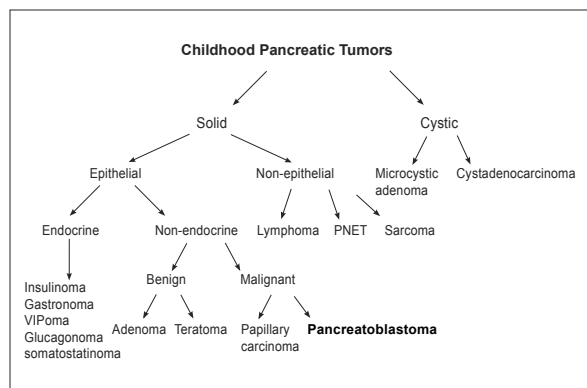 Childhood Pancreatic Tumors
Solid
Cystic
Epithelial
Non-epithelial
Microcystic
adenoma
Cystadenocarcinoma
Endocrine
Non-endocrine
Lymphoma
PNET
Sarcoma
Insulinoma
Gastronoma
VIPoma
Glucagonoma
somatostatinoma
Benign
Malignant
Adenoma
Teratoma
Papillary
carcinoma
Pancreatoblastoma